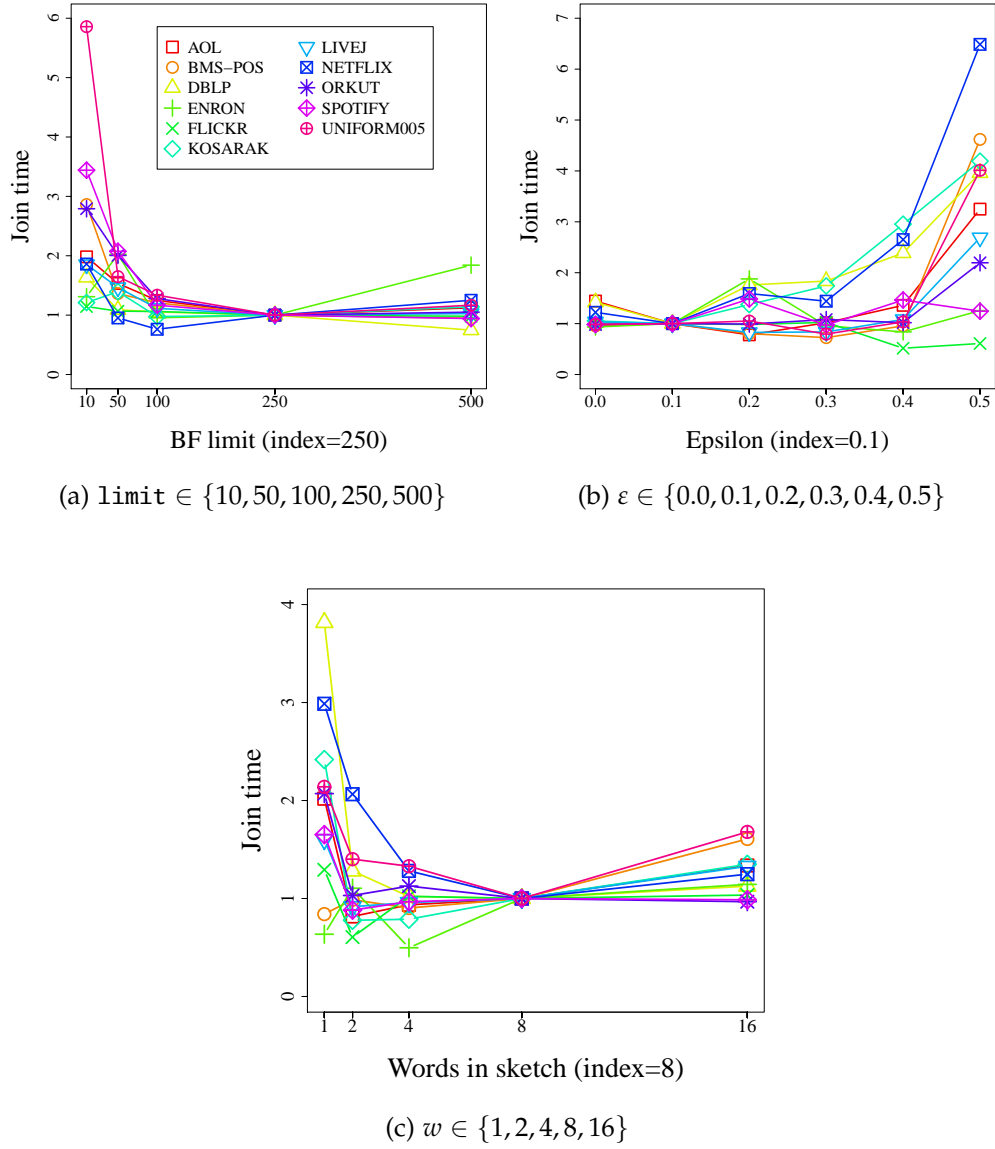 0 1 2 3 4 5 6
Join time
AOL
BMS−POS
DBLP
ENRON
FLICKR
KOSARAK
LIVEJ
NETFLIX
ORKUT
SPOTIFY
UNIFORM005
10 50 100 250 500
BF limit (index=250)
(a) limit ∈ {10, 50, 100, 250, 500}
0 1 2 3 4 5 6 7
Join time
0.0 0.1 0.2 0.3 0.4 0.5
Epsilon (index=0.1)
(b) ε ∈ {0.0, 0.1, 0.2, 0.3, 0.4, 0.5}
0 1 2 3 4
Join time
1 2 4 8 16
Words in sketch (index=8)
(c) w ∈ {1, 2, 4, 8, 16}